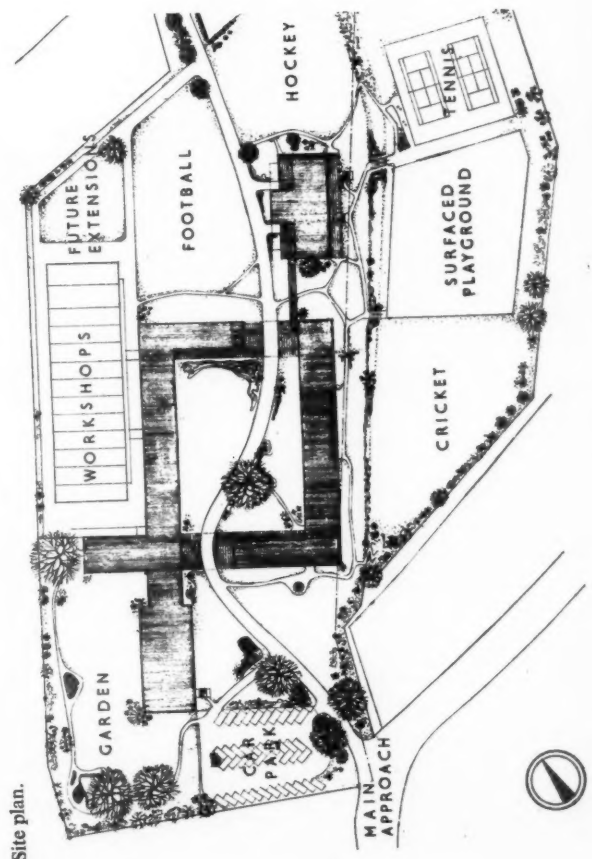 Site plan.
GARDEN
WORKSHOPS
FUTURE
EXTENSIONS
FOOTBALL
HOCKEY
CAR
PARK
MAIN
APPROACH
CRICKET
SURFACED
PLAYGROUND
TENNIS